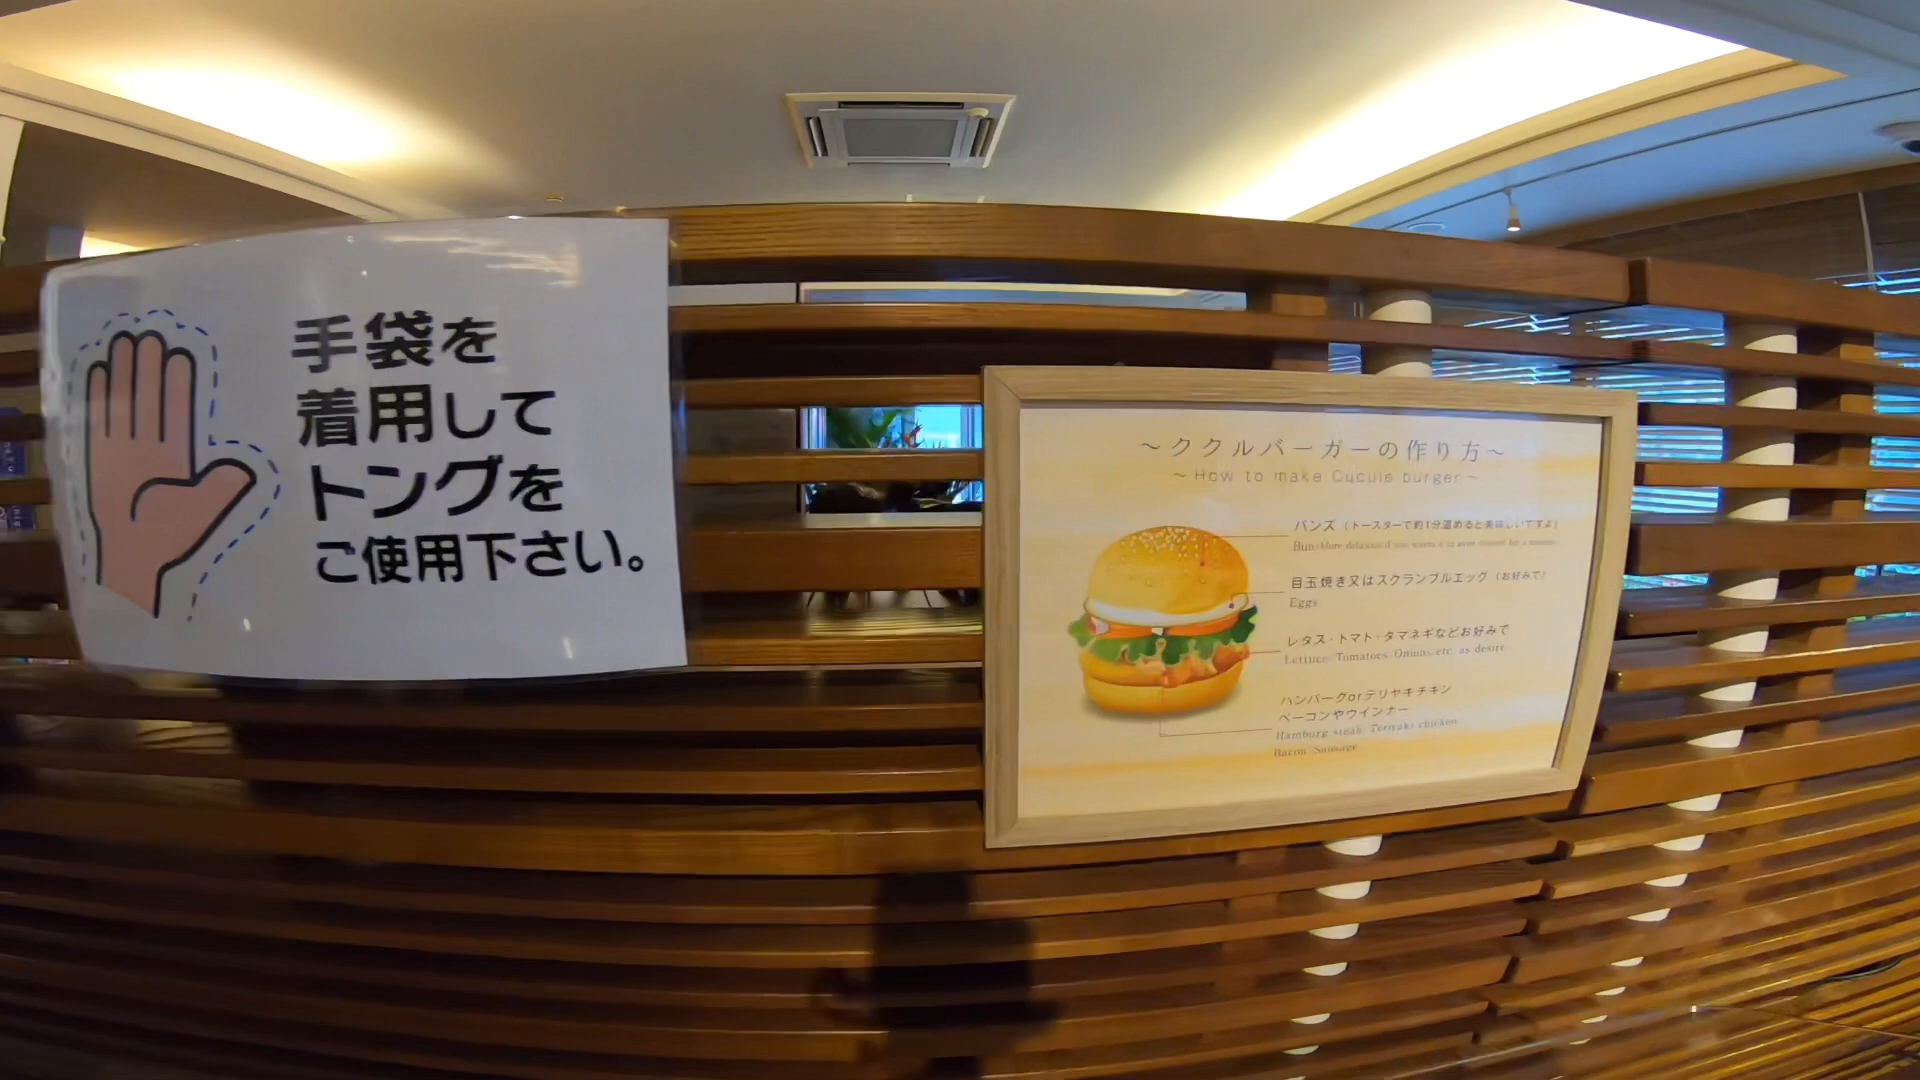 手袋を
着用して
トングを
ご使用下さい。
～ククルバーガーの作り方～
～How to make Cucule burger～
バンズ（トースターで約1分温めると美味しいですよ）
Bun
目玉焼き又はスクランブルエッグ（お好みで）
Eggs
レタス・トマト・タマネギなどお好みで
Lettuce, Tomatoes, Onions, etc. as desire
ハンバーグorテリヤキチキン
ベーコンやウインナー
Hamburg steak, Teriyaki chicken
Bacon, Sausage